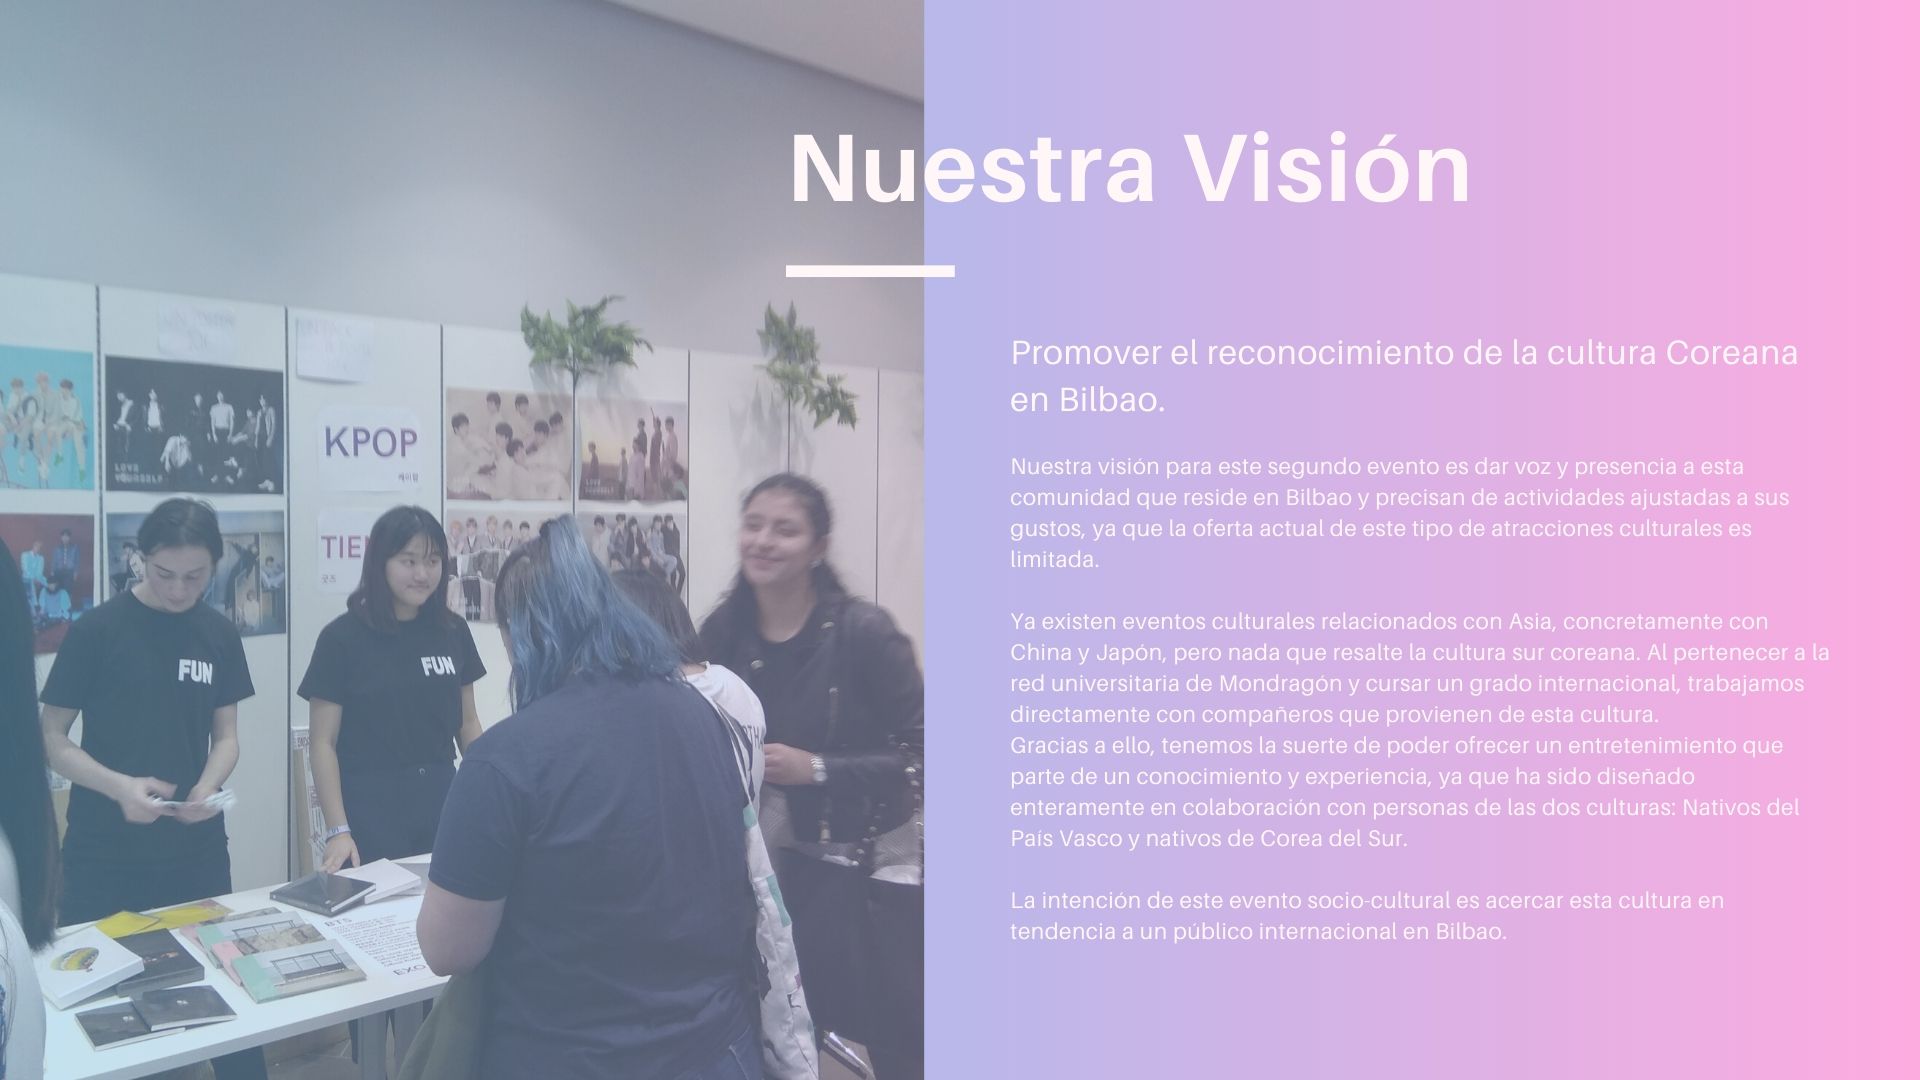 Nuestra Visión
Promover el reconocimiento de la cultura Coreana
en Bilbao.
Nuestra visión para este segundo evento es dar voz y presencia a esta
comunidad que reside en Bilbao y precisan de actividades ajustadas a sus
gustos, ya que la oferta actual de este tipo de atracciones culturales es
limitada.
Ya existen eventos culturales relacionados con Asia, concretamente con
China y Japón, pero nada que resalte la cultura sur coreana. Al pertenecer a la
red universitaria de Mondragón y cursar un grado internacional, trabajamos
directamente con compañeros que provienen de esta cultura.
Gracias a ello, tenemos la suerte de poder ofrecer un entretenimiento que
parte de un conocimiento y experiencia, ya que ha sido diseñado
enteramente en colaboración con personas de las dos culturas: Nativos del
País Vasco y nativos de Corea del Sur.
La intención de este evento socio-cultural es acercar esta cultura en
tendencia a un público internacional en Bilbao.
KPOP
케이팝
TIE
굿즈
LOVE
YOURSELF
FUN
FUN
BTS
EXO